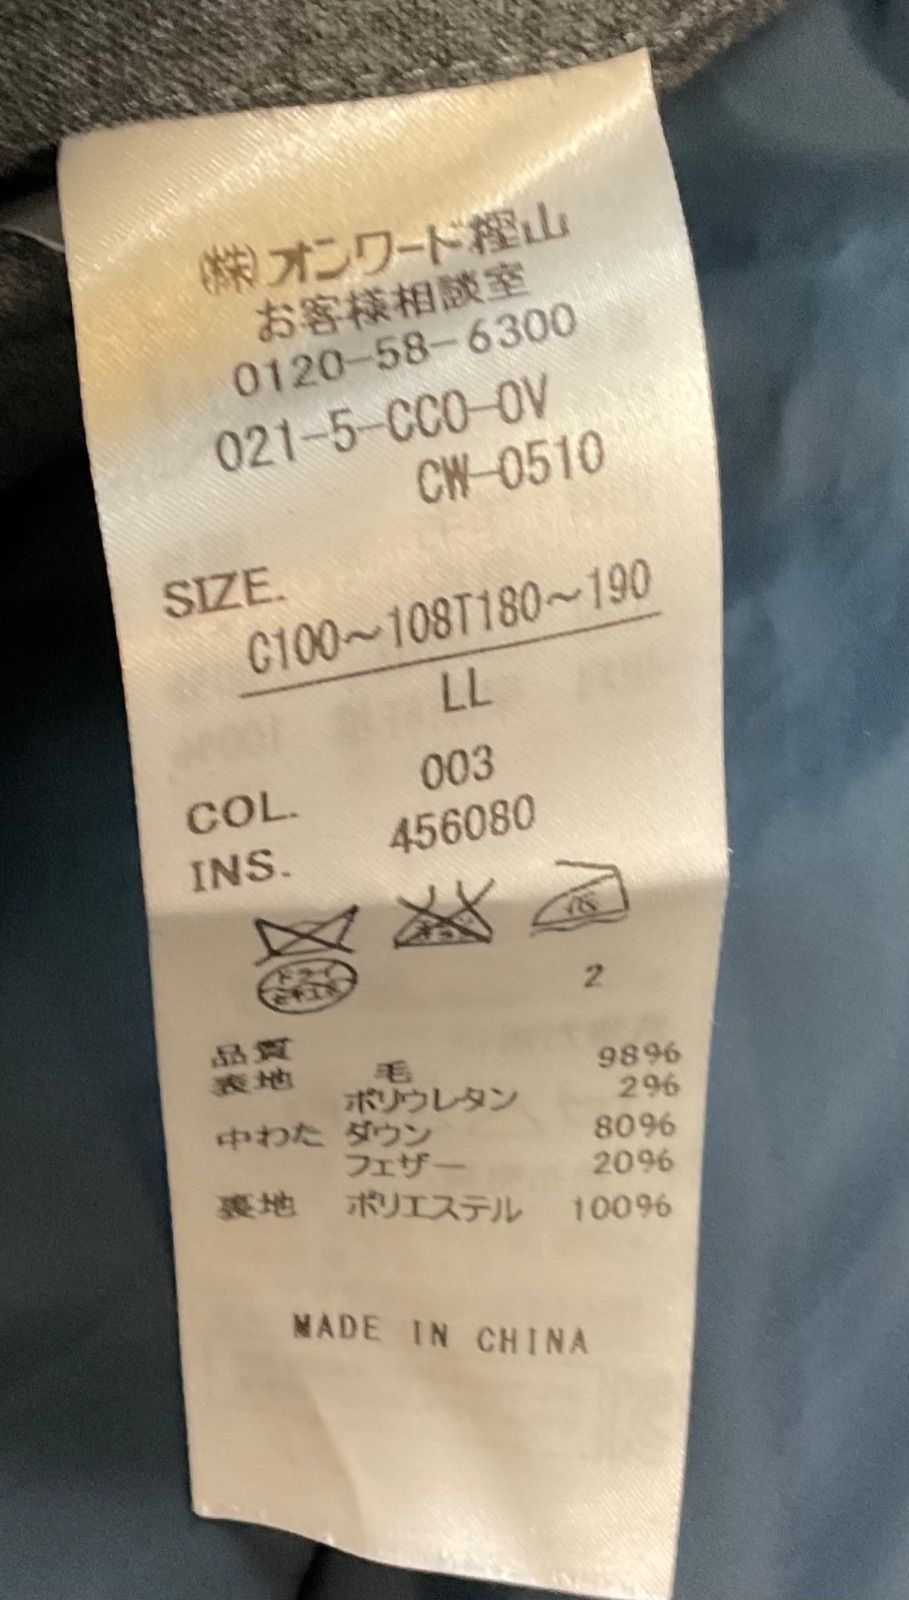 (株)オンワード樫山
お客様相談室
0120-58-6300
021-5-CC0-0V
CW-0510
SIZE.
C100~108T180~190
LL
COL. 003
INS. 456080
ドライ
2
品質
表地 毛 98%
ポリウレタン 2%
中わた ダウン 80%
フェザー 20%
裏地 ポリエステル 100%
MADE IN CHINA